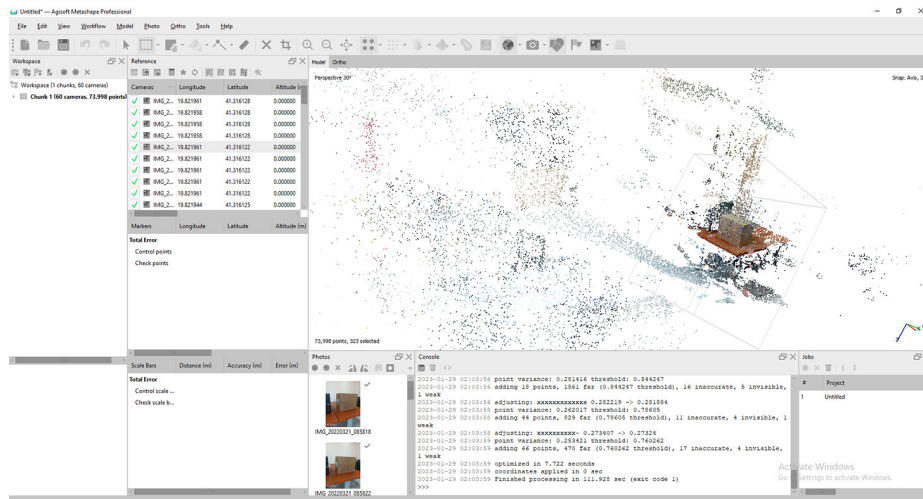 Untitled* — Agisoft Metashape Professional
File Edit View Workflow Model Photo Ortho Tools Help
Workspace
Workspace (1 chunks, 60 cameras)
Chunk 1 (60 cameras, 73,998 points)
Reference
Cameras Longitude Latitude Altitude (m)
IMG_2... 19.821961 41.316128 0.000000
IMG_2... 19.821958 41.316128 0.000000
IMG_2... 19.821958 41.316128 0.000000
IMG_2... 19.821958 41.316128 0.000000
IMG_2... 19.821961 41.316122 0.000000
IMG_2... 19.821961 41.316122 0.000000
IMG_2... 19.821961 41.316122 0.000000
IMG_2... 19.821961 41.316122 0.000000
IMG_2... 19.821961 41.316122 0.000000
IMG_2... 19.821944 41.316125 0.000000
Markers Longitude Latitude Altitude (m)
Total Error
Control points
Check points
Scale Bars Distance (m) Accuracy (m) Error (m)
Total Error
Control scale ...
Check scale b...
Model Ortho
Perspective 30°
Snap: Axis, 3
73,998 points, 323 selected
Photos
IMG_20220321_085818
IMG_20220321_085822
Console
2023-01-29 02:03:56 point variance: 0.281416 threshold: 0.844247
2023-01-29 02:03:56 adding 18 points, 1561 far (0.844247 threshold), 16 inaccurate, 5 invisible,
1 weak
2023-01-29 02:03:56 adjusting: xxxxxxxxxxxxx 0.282219 -> 0.281884
2023-01-29 02:03:58 point variance: 0.262017 threshold: 0.78605
2023-01-29 02:03:58 adding 44 points, 829 far (0.78605 threshold), 11 inaccurate, 4 invisible, 1
weak
2023-01-29 02:03:58 adjusting: xxxxxxxxxx- 0.273407 -> 0.27324
2023-01-29 02:03:59 point variance: 0.253421 threshold: 0.760262
2023-01-29 02:03:59 adding 66 points, 470 far (0.760262 threshold), 17 inaccurate, 4 invisible,
1 weak
2023-01-29 02:03:59 optimized in 7.722 seconds
2023-01-29 02:03:59 coordinates applied in 0 sec
2023-01-29 02:03:59 Finished processing in 111.928 sec (exit code 1)
>>>
Jobs
# Project
1 Untitled
Activate Windows
Go to Settings to activate Windows.